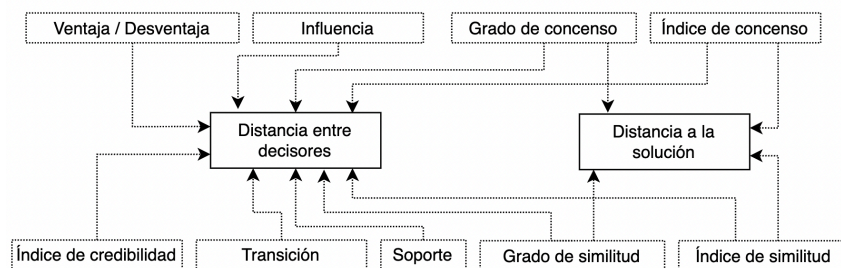 Ventaja / Desventaja
Influencia
Grado de concenso
Índice de concenso
Distancia entre
decisores
Distancia a la
solución
Índice de credibilidad
Transición
Soporte
Grado de similitud
Índice de similitud